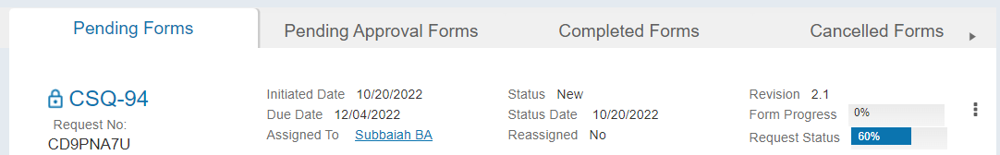 Pending Forms
Pending Approval Forms
Completed Forms
Cancelled Forms
CSQ-94
Request No:
CD9PNA7U
Initiated Date 10/20/2022
Due Date 12/04/2022
Assigned To Subbaiah BA
Status New
Status Date 10/20/2022
Reassigned No
Revision 2.1
Form Progress 0%
Request Status 60%